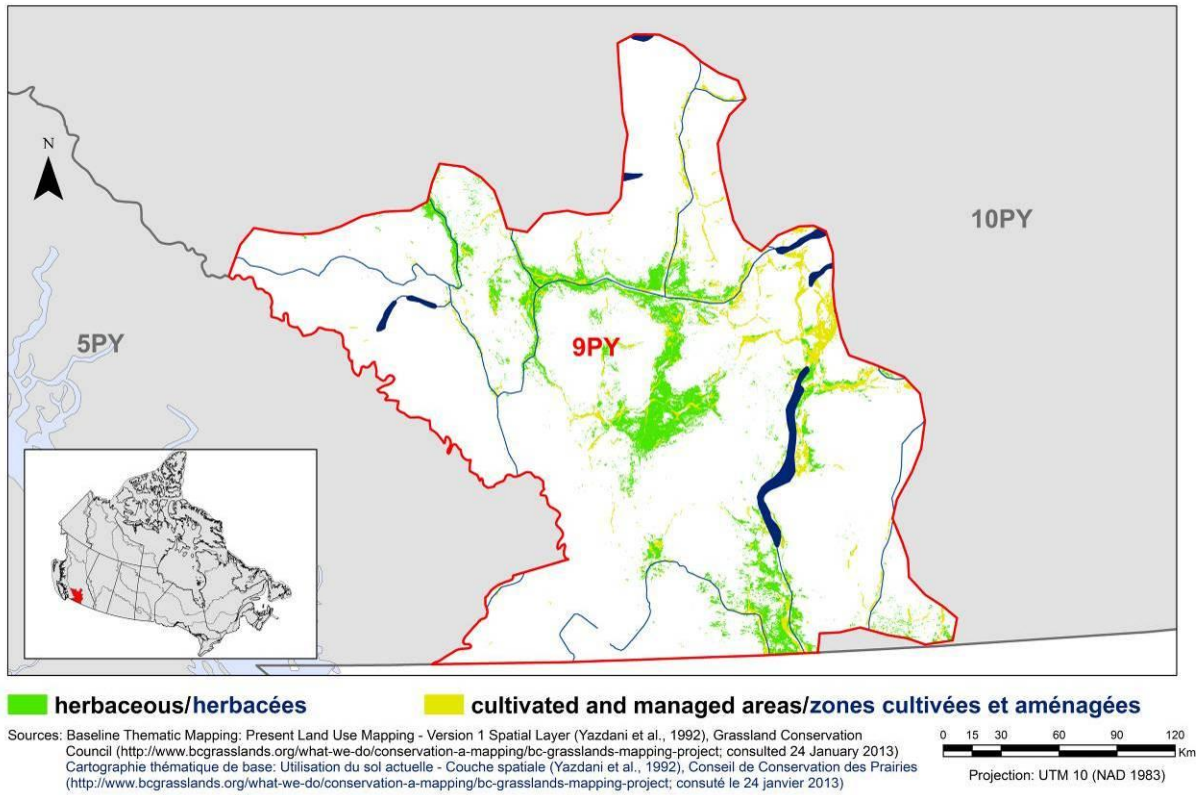 N
10PY
5PY
9PY
herbaceous/herbacées
cultivated and managed areas/zones cultivées et aménagées
Sources: Baseline Thematic Mapping: Present Land Use Mapping - Version 1 Spatial Layer (Yazdani et al., 1992), Grassland Conservation
Council (http://www.bcgrasslands.org/what-we-do/conservation-a-mapping/bc-grasslands-mapping-project; consulted 24 January 2013)
Cartographie thématique de base: Utilisation du sol actuelle - Couche spatiale (Yazdani et al., 1992), Conseil de Conservation des Prairies
(http://www.bcgrasslands.org/what-we-do/conservation-a-mapping/bc-grasslands-mapping-project; consuté le 24 janvier 2013)
0 15 30 60 90 120
Km
Projection: UTM 10 (NAD 1983)